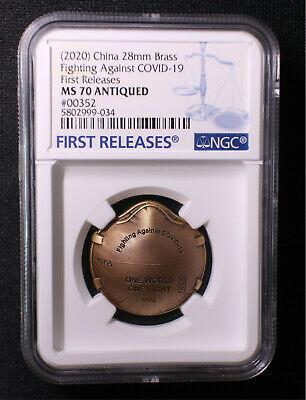 (2020) China 28mm Brass
Fighting Against COVID-19
First Releases
MS 70 ANTIQUED
#00352
5802999-034
FIRST RELEASES®
NGC®
Fighting Against COVID-19
ONE WORLD
ONE FIGHT